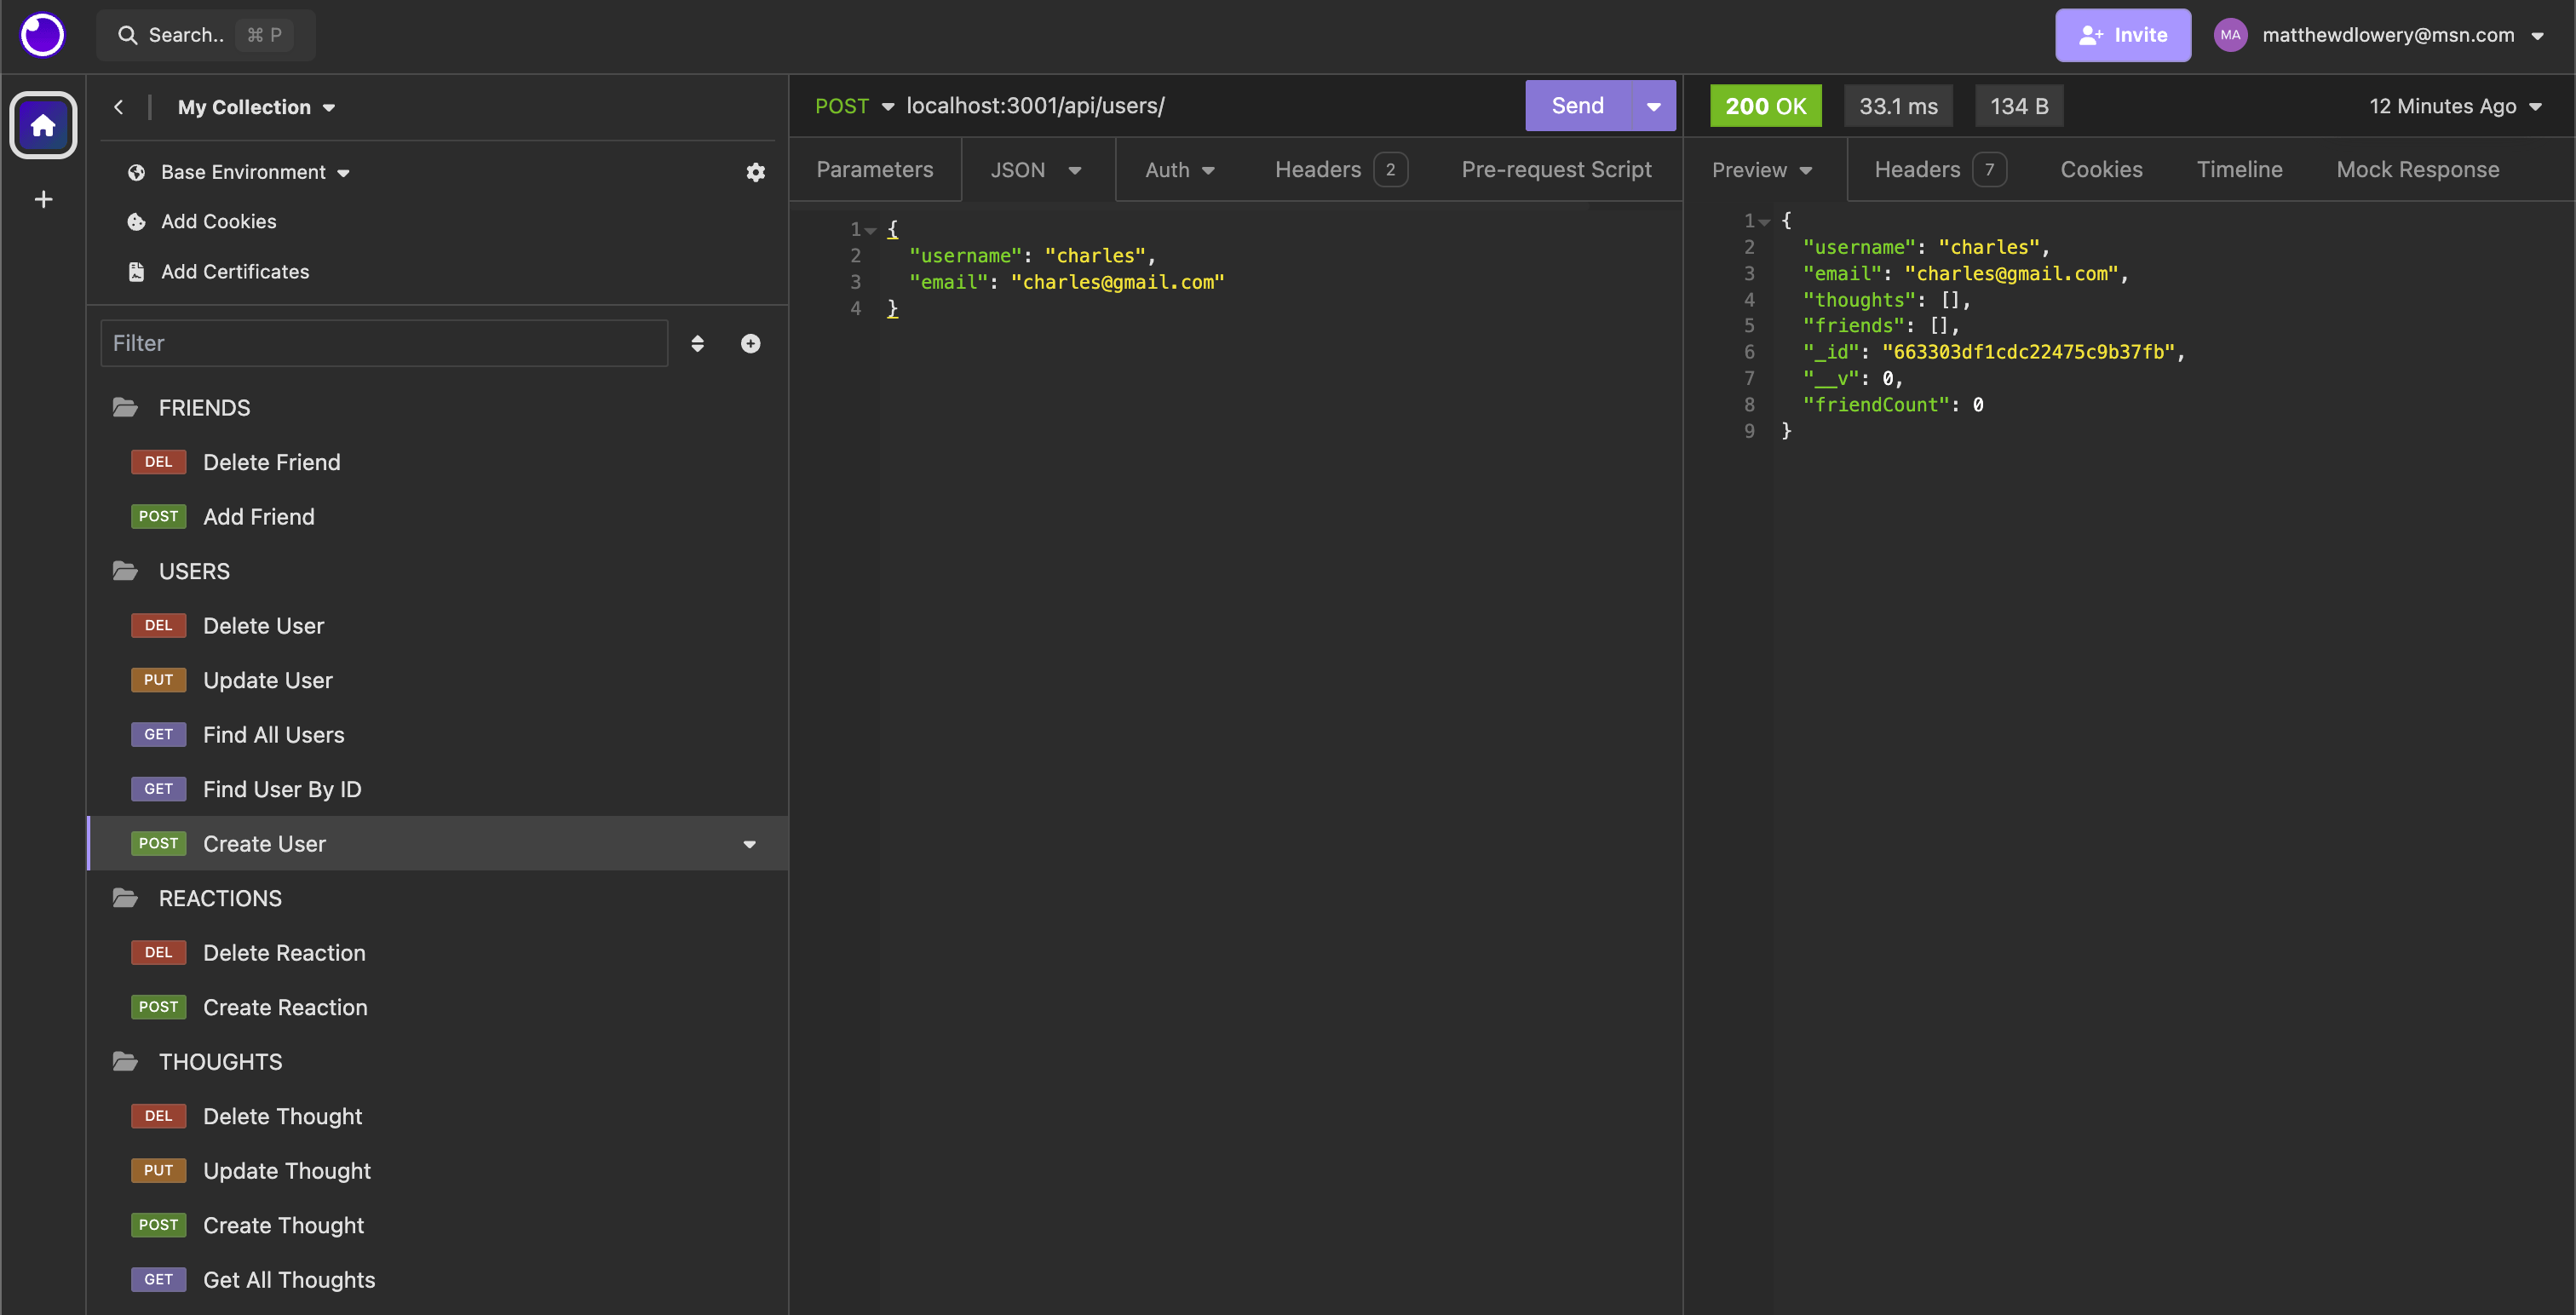 Search.. ⌘ P
Invite
MA
matthewdlowery@msn.com
My Collection
Base Environment
Add Cookies
Add Certificates
Filter
FRIENDS
DEL Delete Friend
POST Add Friend
USERS
DEL Delete User
PUT Update User
GET Find All Users
GET Find User By ID
POST Create User
REACTIONS
DEL Delete Reaction
POST Create Reaction
THOUGHTS
DEL Delete Thought
PUT Update Thought
POST Create Thought
GET Get All Thoughts
POST localhost:3001/api/users/
Send
Parameters JSON Auth Headers 2 Pre-request Script
1 {
2 "username": "charles",
3 "email": "charles@gmail.com"
4 }
200 OK 33.1 ms 134 B 12 Minutes Ago
Preview Headers 7 Cookies Timeline Mock Response
1 {
2 "username": "charles",
3 "email": "charles@gmail.com",
4 "thoughts": [],
5 "friends": [],
6 "_id": "663303df1cdc22475c9b37fb",
7 "__v": 0,
8 "friendCount": 0
9 }